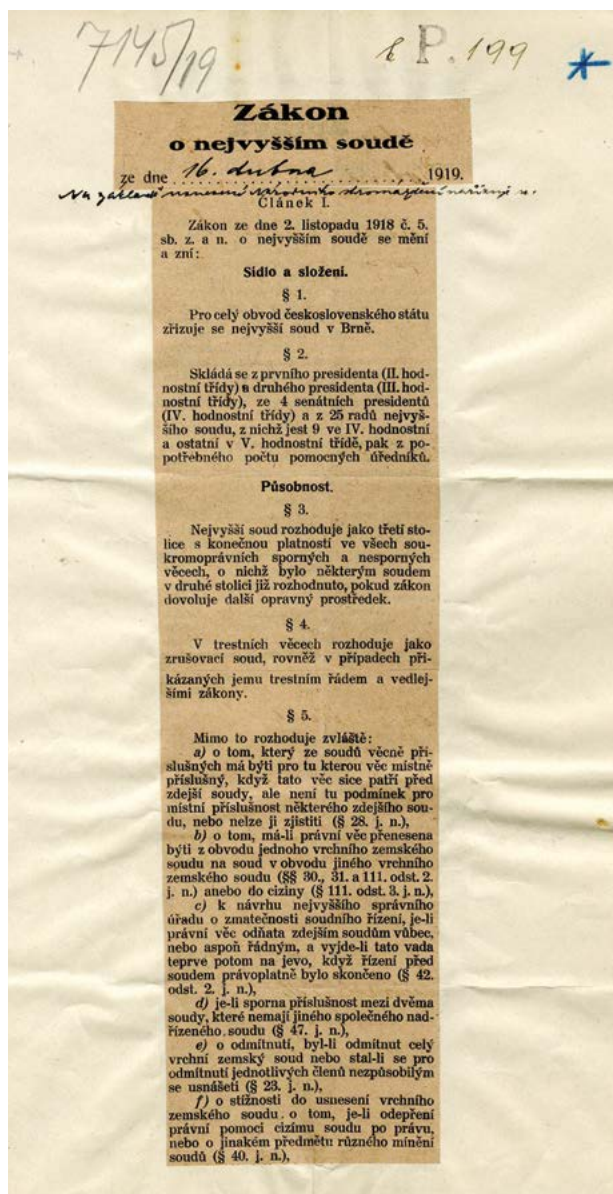 7145/19
P. 199
Zákon
o nejvyšším soudě
ze dne 16. dubna 1919.
Na základě usnesení Národního shromáždění nařizuje se:
Článek I.
Zákon ze dne 2. listopadu 1918 č. 5.
sb. z. a n. o nejvyšším soudě se mění
a zní:
Sídlo a složení.
§ 1.
Pro celý obvod československého státu
zřizuje se nejvyšší soud v Brně.
§ 2.
Skládá se z prvního presidenta (II. hod-
nostní třídy) a druhého presidenta (III. hod-
nostní třídy), ze 4 senátních presidentů
(IV. hodnostní třídy) a z 25 radů nejvyš-
šího soudu, z nichž jest 9 ve IV. hodnostní
a ostatní v V. hodnostní třídě, pak z po-
potřebného počtu pomocných úředníků.
Působnost.
§ 3.
Nejvyšší soud rozhoduje jako třetí sto-
lice s konečnou platností ve všech sou-
kromoprávních sporných a nesporných
věcech, o nichž bylo některým soudem
v druhé stolici již rozhodnuto, pokud zákon
dovoluje další opravný prostředek.
§ 4.
V trestních věcech rozhoduje jako
zrušovací soud, rovněž v případech při-
kázaných jemu trestním řádem a vedlej-
šími zákony.
§ 5.
Mimo to rozhoduje zvláště:
a) o tom, který ze soudů věcně pří-
slušných má býti pro tu kterou věc místně
příslušný, když tato věc sice patří před
zdejší soudy, ale není tu podmínek pro
místní příslušnost některého zdejšího sou-
du, nebo nelze ji zjistiti (§ 28. j. n.),
b) o tom, má-li právní věc přenesena
býti z obvodu jednoho vrchního zemského
soudu na soud v obvodu jiného vrchního
zemského soudu (§§ 30., 31. a 111. odst. 2.
j. n.) anebo do ciziny (§ 111. odst. 3. j. n.),
c) k návrhu nejvyššího správního
úřadu o zmatečnosti soudního řízení, je-li
právní věc odňata zdejším soudům vůbec,
nebo aspoň řádným, a vyjde-li tato vada
teprve potom na jevo, když řízení před
soudem právoplatně bylo skončeno (§ 42.
odst. 2. j. n.),
d) je-li sporna příslušnost mezi dvěma
soudy, které nemají jiného společného nad-
řízeného soudu (§ 47. j. n.),
e) o odmítnutí, byl-li odmítnut celý
vrchní zemský soud nebo stal-li se pro
odmítnutí jednotlivých členů nezpůsobilým
se usnášeti (§ 23. j. n.),
f) o stížnosti do usnesení vrchního
zemského soudu o tom, je-li odepření
právní pomoci cizímu soudu po právu,
nebo o jinakém předmětu různého mínění
soudů (§ 40. j. n.),